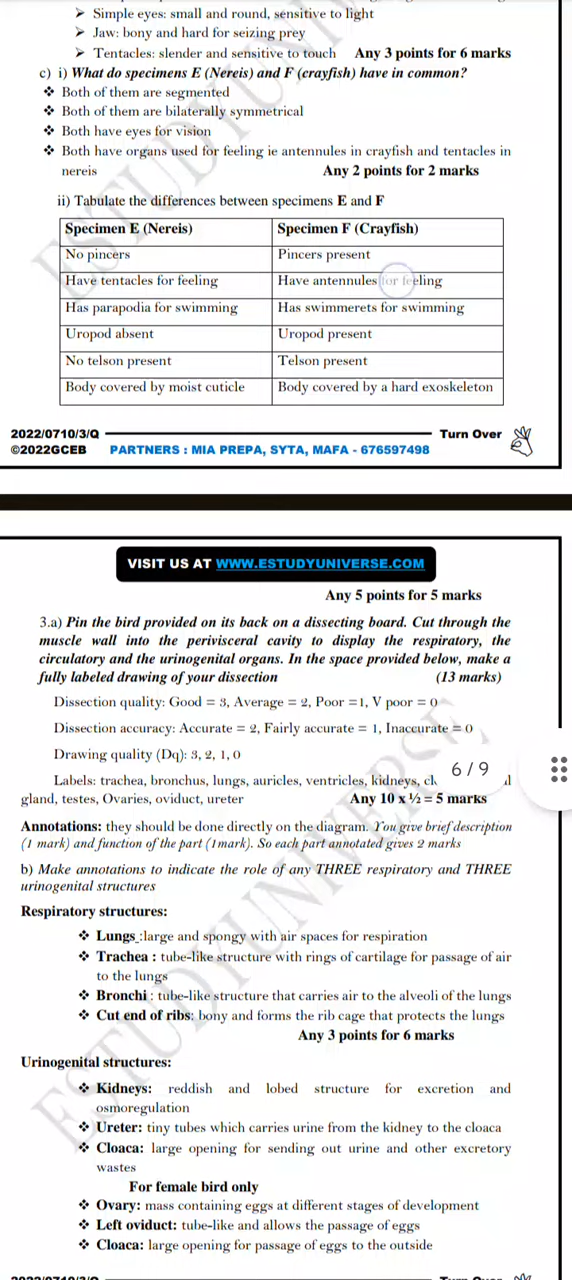 ➤ Simple eyes: small and round, sensitive to light
➤ Jaw: bony and hard for seizing prey
➤ Tentacles: slender and sensitive to touch Any 3 points for 6 marks
c) i) What do specimens E (Nereis) and F (crayfish) have in common?
❖ Both of them are segmented
❖ Both of them are bilaterally symmetrical
❖ Both have eyes for vision
❖ Both have organs used for feeling ie antennules in crayfish and tentacles in
nereis Any 2 points for 2 marks
ii) Tabulate the differences between specimens E and F
Specimen E (Nereis) Specimen F (Crayfish)
No pincers Pincers present
Have tentacles for feeling Have antennules for feeling
Has parapodia for swimming Has swimmerets for swimming
Uropod absent Uropod present
No telson present Telson present
Body covered by moist cuticle Body covered by a hard exoskeleton
2022/0710/3/Q Turn Over
©2022GCEB PARTNERS : MIA PREPA, SYTA, MAFA - 676597498
VISIT US AT WWW.ESTUDYUNIVERSE.COM
Any 5 points for 5 marks
3.a) Pin the bird provided on its back on a dissecting board. Cut through the
muscle wall into the perivisceral cavity to display the respiratory, the
circulatory and the urinogenital organs. In the space provided below, make a
fully labeled drawing of your dissection (13 marks)
Dissection quality: Good = 3, Average = 2, Poor =1, V poor = 0
Dissection accuracy: Accurate = 2, Fairly accurate = 1, Inaccurate = 0
Drawing quality (Dq): 3, 2, 1, 0
6 / 9
Labels: trachea, bronchus, lungs, auricles, ventricles, kidneys,
gland, testes, Ovaries, oviduct, ureter Any 10 x ½ = 5 marks
Annotations: they should be done directly on the diagram. You give brief description
(1 mark) and function of the part (1mark). So each part annotated gives 2 marks
b) Make annotations to indicate the role of any THREE respiratory and THREE
urinogenital structures
Respiratory structures:
❖ Lungs :large and spongy with air spaces for respiration
❖ Trachea : tube-like structure with rings of cartilage for passage of air
to the lungs
❖ Bronchi : tube-like structure that carries air to the alveoli of the lungs
❖ Cut end of ribs: bony and forms the rib cage that protects the lungs
Any 3 points for 6 marks
Urinogenital structures:
❖ Kidneys: reddish and lobed structure for excretion and
osmoregulation
❖ Ureter: tiny tubes which carries urine from the kidney to the cloaca
❖ Cloaca: large opening for sending out urine and other excretory
wastes
For female bird only
❖ Ovary: mass containing eggs at different stages of development
❖ Left oviduct: tube-like and allows the passage of eggs
❖ Cloaca: large opening for passage of eggs to the outside
ESTUDYUNIVERSE